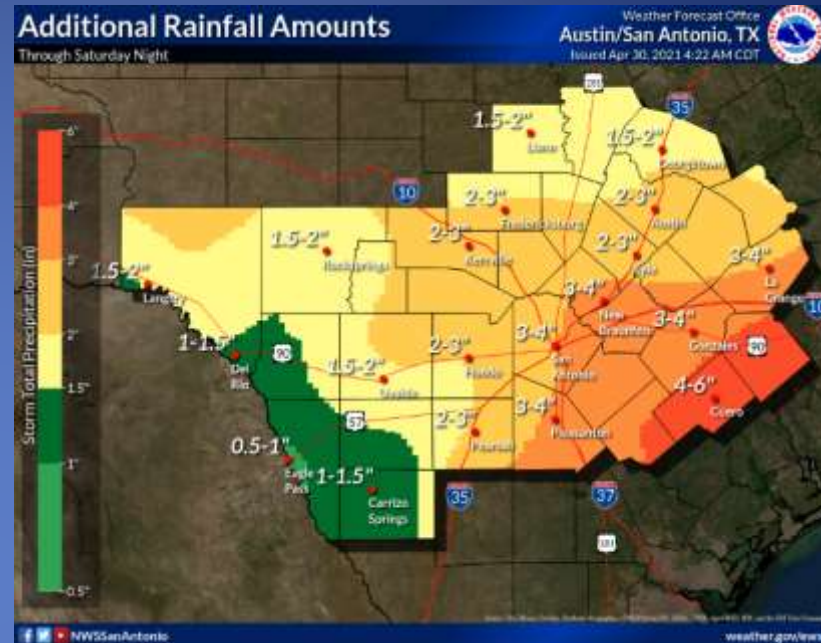 Additional Rainfall Amounts
Through Saturday Night
Weather Forecast Office
Austin/San Antonio, TX
Issued Apr 30, 2021 4:22 AM CDT
Storm Total Precipitation (in)
6"
4"
3"
2"
1.5"
1"
0.5"
281
35
1.5-2"
Llano
1.5-2"
Georgetown
10
2-3"
Fredericksburg
2-3"
Austin
1.5-2"
Rocksprings
2-3"
Kerrville
2-3"
Kyle
1.5-2"
Langtry
3-4"
La Grange
3-4"
New Braunfels
10
1-1.5"
Del Rio
90
1.5-2"
Uvalde
2-3"
Hondo
3-4"
San Antonio
3-4"
Gonzales
90
4-6"
Cuero
57
2-3"
Pearsall
3-4"
Pleasanton
0.5-1"
Eagle Pass
1-1.5"
Carrizo Springs
35
37
281
NWSSanAntonio
weather.gov/ewx